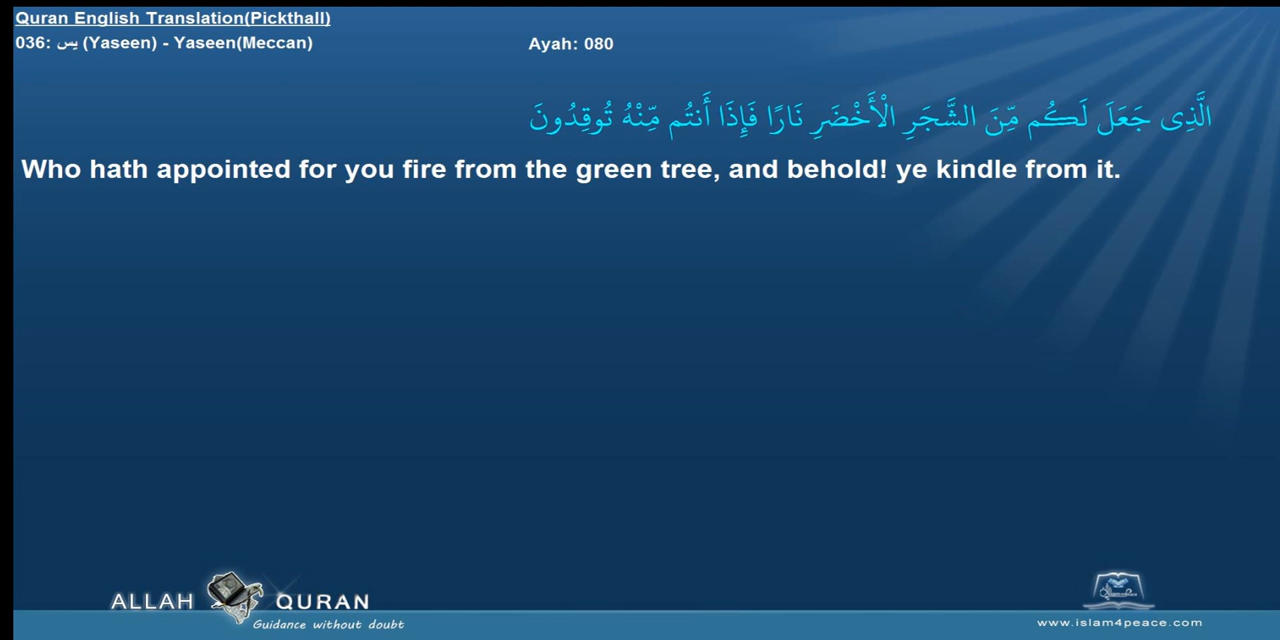 Quran English Translation(Pickthall)
036: يس (Yaseen) - Yaseen(Meccan)
Ayah: 080
الَّذِى جَعَلَ لَكُم مِّنَ الشَّجَرِ الْأَخْضَرِ نَارًا فَإِذَا أَنتُم مِّنْهُ تُوقِدُونَ
Who hath appointed for you fire from the green tree, and behold! ye kindle from it.
ALLAH QURAN
Guidance without doubt
www.islam4peace.com